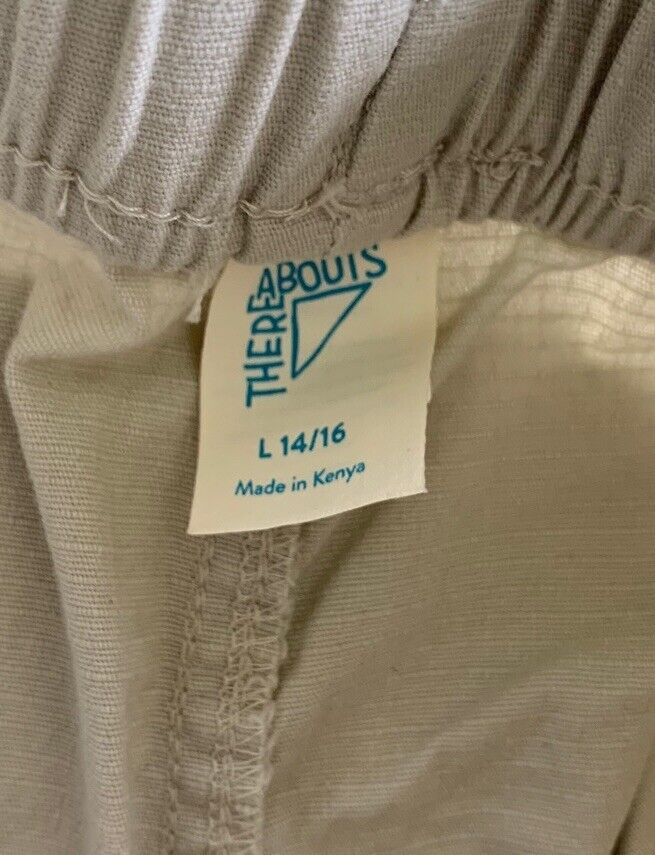 THEREABOUTS
L 14/16
Made in Kenya